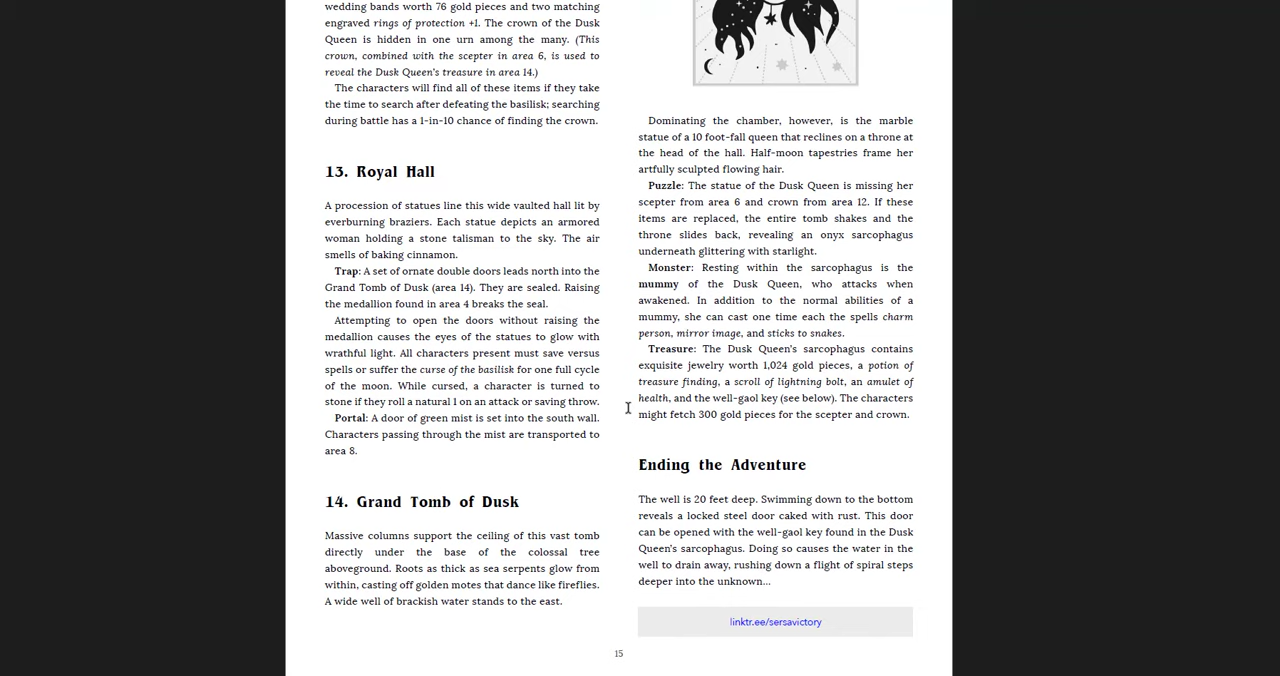 wedding bands worth 76 gold pieces and two matching
engraved rings of protection +1. The crown of the Dusk
Queen is hidden in one urn among the many. (This
crown, combined with the scepter in area 6, is used to
reveal the Dusk Queen's treasure in area 14.)
The characters will find all of these items if they take
the time to search after defeating the basilisk; searching
during battle has a 1-in-10 chance of finding the crown.
13. Royal Hall
A procession of statues line this wide vaulted hall lit by
everburning braziers. Each statue depicts an armored
woman holding a stone talisman to the sky. The air
smells of baking cinnamon.
Trap: A set of ornate double doors leads north into the
Grand Tomb of Dusk (area 14). They are sealed. Raising
the medallion found in area 4 breaks the seal.
Attempting to open the doors without raising the
medallion causes the eyes of the statues to glow with
wrathful light. All characters present must save versus
spells or suffer the curse of the basilisk for one full cycle
of the moon. While cursed, a character is turned to
stone if they roll a natural 1 on an attack or saving throw.
Portal: A door of green mist is set into the south wall.
Characters passing through the mist are transported to
area 8.
14. Grand Tomb of Dusk
Massive columns support the ceiling of this vast tomb
directly under the base of the colossal tree
aboveground. Roots as thick as sea serpents glow from
within, casting off golden motes that dance like fireflies.
A wide well of brackish water stands to the east.
Dominating the chamber, however, is the marble
statue of a 10 foot-fall queen that reclines on a throne at
the head of the hall. Half-moon tapestries frame her
artfully sculpted flowing hair.
Puzzle: The statue of the Dusk Queen is missing her
scepter from area 6 and crown from area 12. If these
items are replaced, the entire tomb shakes and the
throne slides back, revealing an onyx sarcophagus
underneath glittering with starlight.
Monster: Resting within the sarcophagus is the
mummy of the Dusk Queen, who attacks when
awakened. In addition to the normal abilities of a
mummy, she can cast one time each the spells charm
person, mirror image, and sticks to snakes.
Treasure: The Dusk Queen's sarcophagus contains
exquisite jewelry worth 1,024 gold pieces, a potion of
treasure finding, a scroll of lightning bolt, an amulet of
health, and the well-gaol key (see below). The characters
might fetch 300 gold pieces for the scepter and crown.
Ending the Adventure
The well is 20 feet deep. Swimming down to the bottom
reveals a locked steel door caked with rust. This door
can be opened with the well-gaol key found in the Dusk
Queen's sarcophagus. Doing so causes the water in the
well to drain away, rushing down a flight of spiral steps
deeper into the unknown...
linktr.ee/sersavictory
15